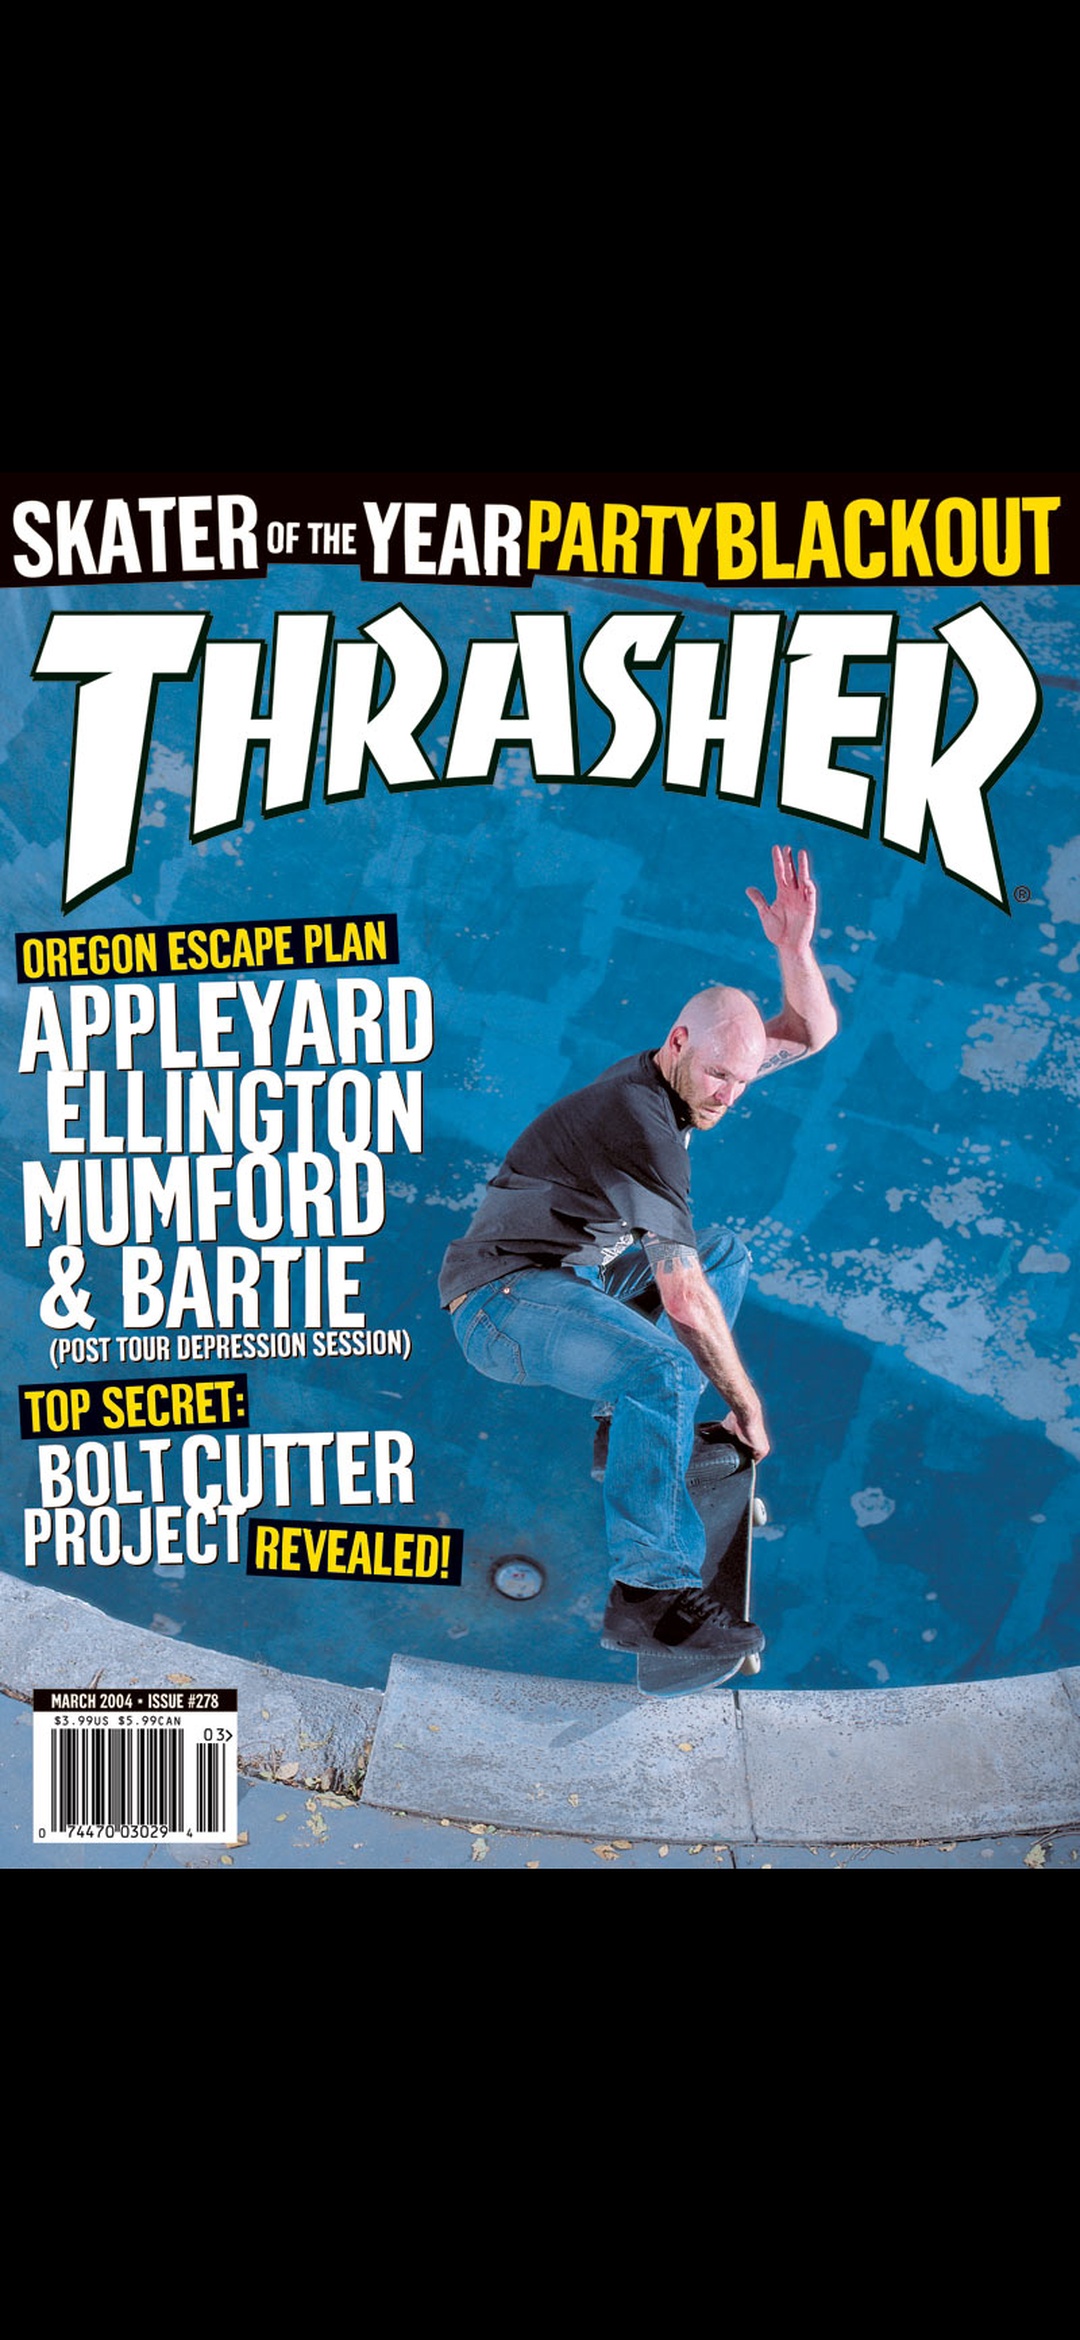 SKATER OF THE YEAR PARTY BLACKOUT
THRASHER
®
OREGON ESCAPE PLAN
APPLEYARD
ELLINGTON
MUMFORD
& BARTIE
(POST TOUR DEPRESSION SESSION)
TOP SECRET:
BOLT CUTTER
PROJECT REVEALED!
MARCH 2004 • ISSUE #278
$3.99US $5.99CAN
03>
0 74470 03029 4